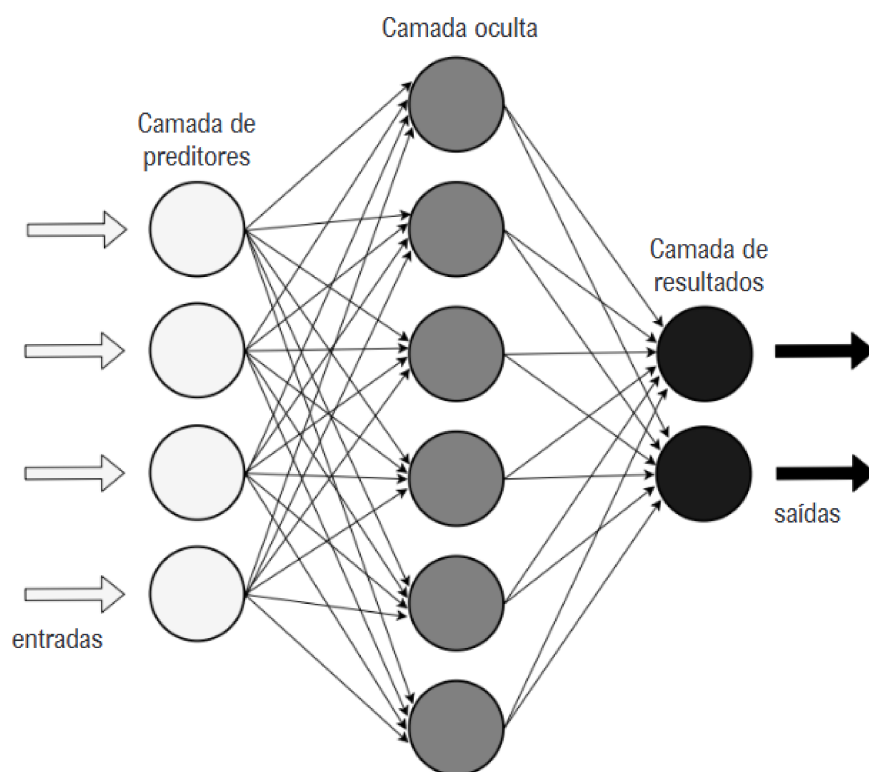 Camada oculta
Camada de
preditores
Camada de
resultados
saídas
entradas